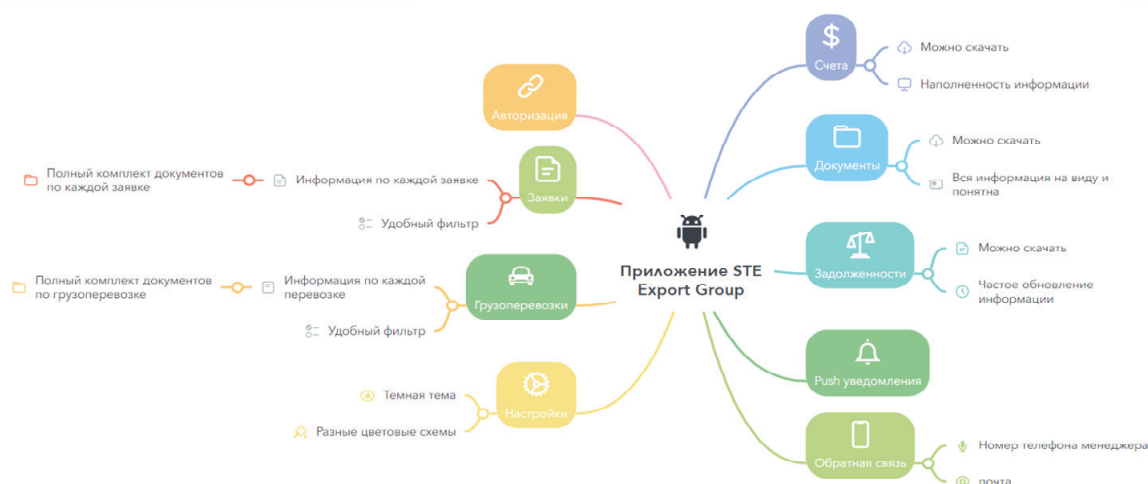 Приложение STE
Export Group
Авторизация
Заявки
Информация по каждой заявке
Полный комплект документов
по каждой заявке
Удобный фильтр
Грузоперевозки
Информация по каждой
перевозке
Полный комплект документов
по грузоперевозке
Удобный фильтр
Настройки
Темная тема
Разные цветовые схемы
Счета
Можно скачать
Наполненность информации
Документы
Можно скачать
Вся информация на виду и
понятна
Задолженности
Можно скачать
Частое обновление
информации
Push уведомления
Обратная связь
Номер телефона менеджера
почта